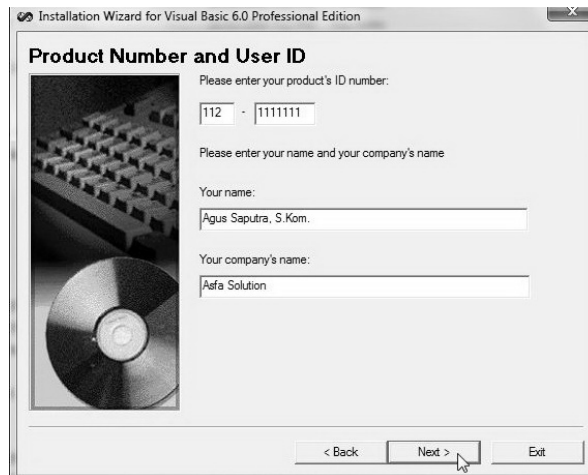 Installation Wizard for Visual Basic 6.0 Professional Edition
Product Number and User ID
Please enter your product's ID number:
112 - 1111111
Please enter your name and your company's name
Your name:
Agus Saputra, S.Kom.
Your company's name:
Asfa Solution
< Back Next > Exit